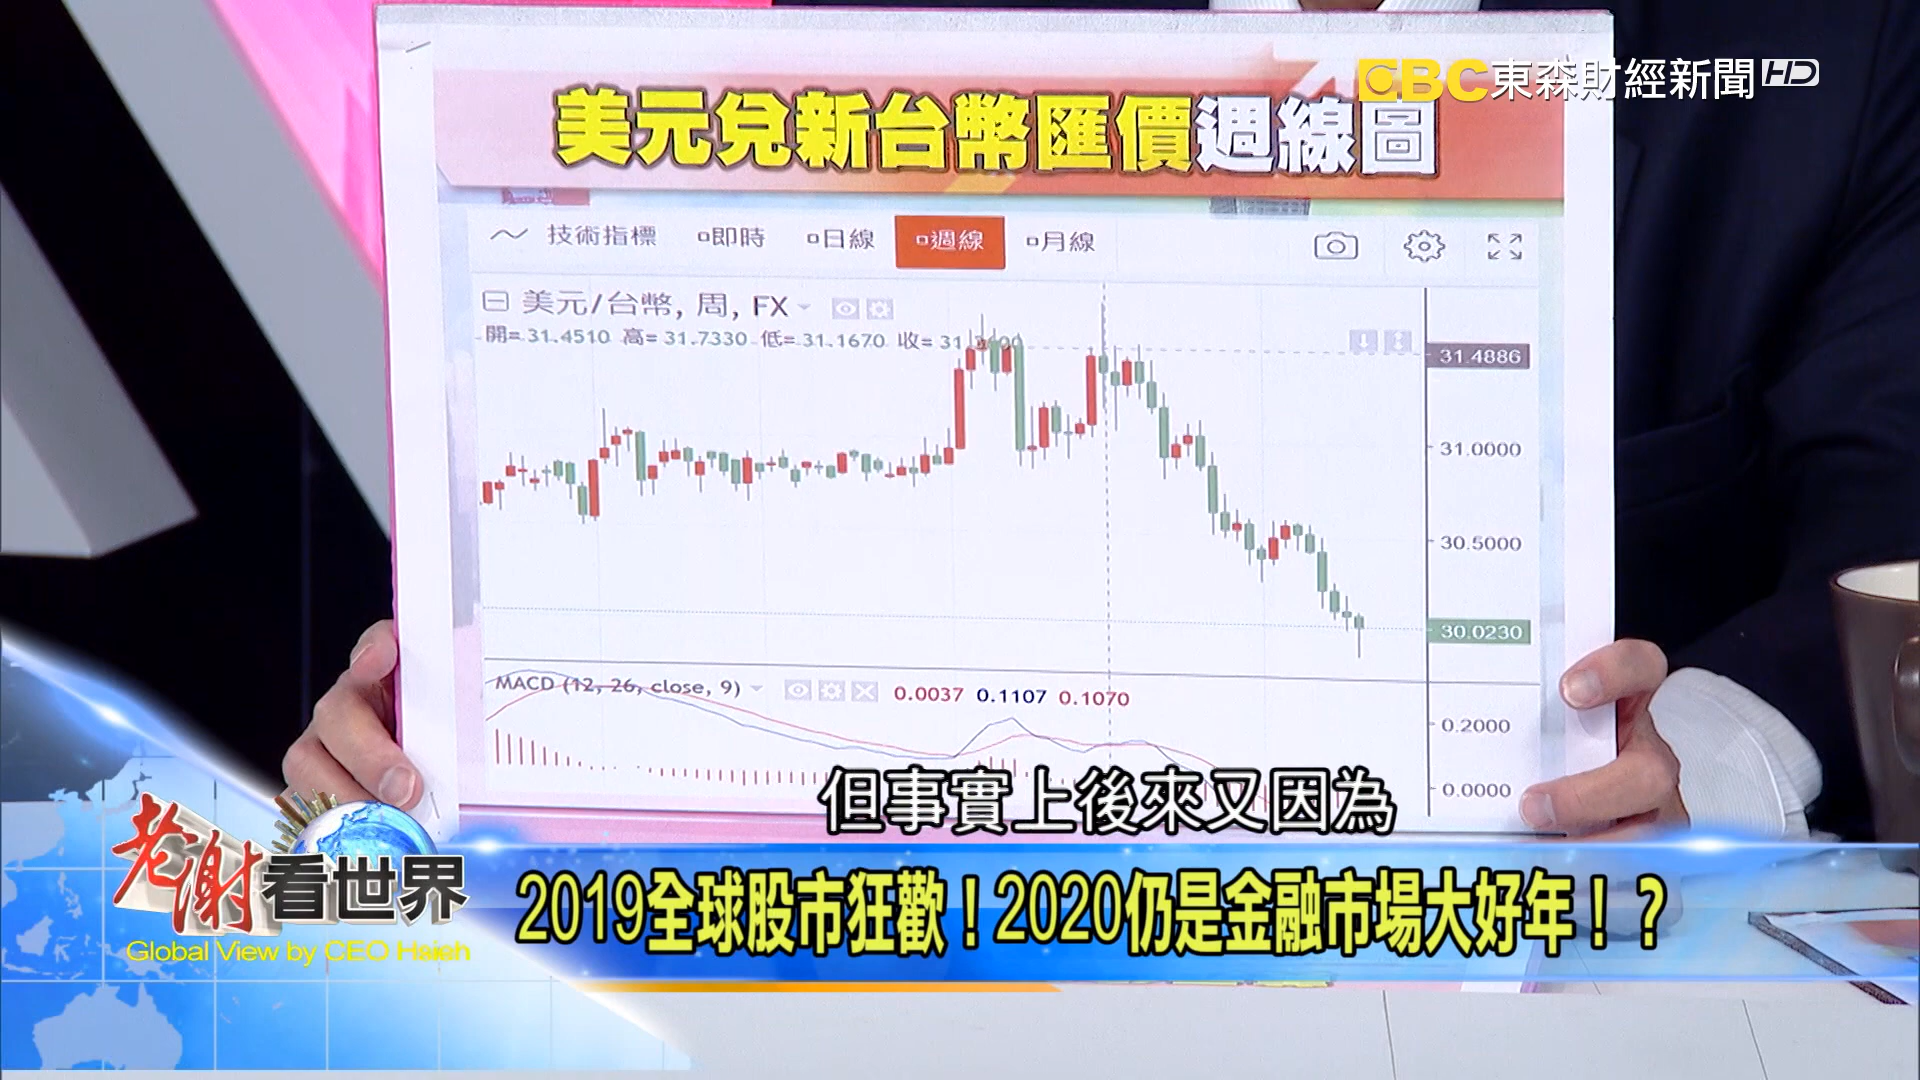 EBC東森財經新聞HD
美元兌新台幣匯價週線圖
技術指標 即時 日線 週線 月線
美元/台幣, 周, FX
開= 31.4510 高= 31.7330 低= 31.1670 收= 31.
31.4886
31.0000
30.5000
30.0230
MACD (12, 26, close, 9) 0.0037 0.1107 0.1070
0.2000
0.0000
但事實上後來又因為
老謝看世界
Global View by CEO Hsieh
2019全球股市狂歡！2020仍是金融市場大好年！？